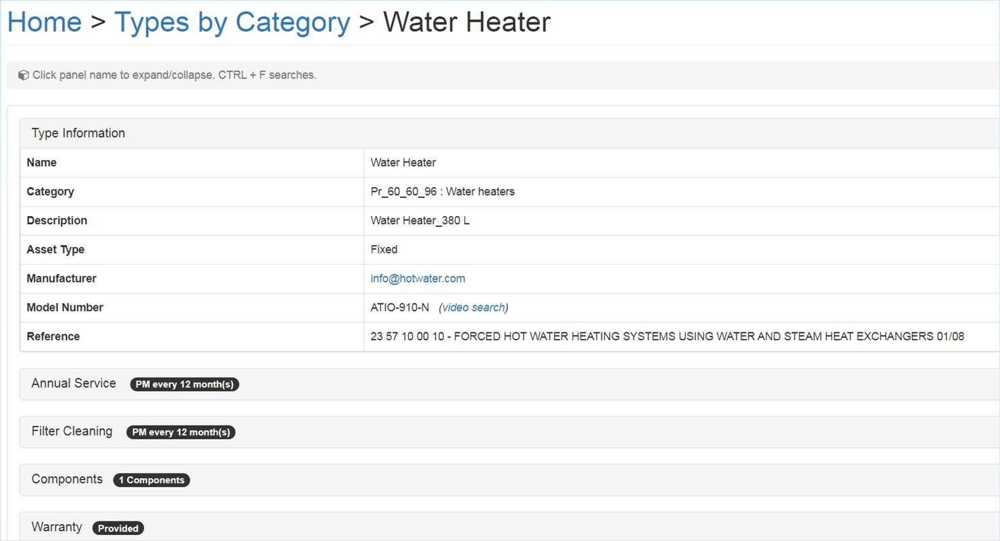 Home > Types by Category > Water Heater
Click panel name to expand/collapse. CTRL + F searches.
Type Information
Name Water Heater
Category Pr_60_60_96 : Water heaters
Description Water Heater_380 L
Asset Type Fixed
Manufacturer info@hotwater.com
Model Number ATIO-910-N (video search)
Reference 23 57 10 00 10 - FORCED HOT WATER HEATING SYSTEMS USING WATER AND STEAM HEAT EXCHANGERS 01/08
Annual Service PM every 12 month(s)
Filter Cleaning PM every 12 month(s)
Components 1 Components
Warranty Provided